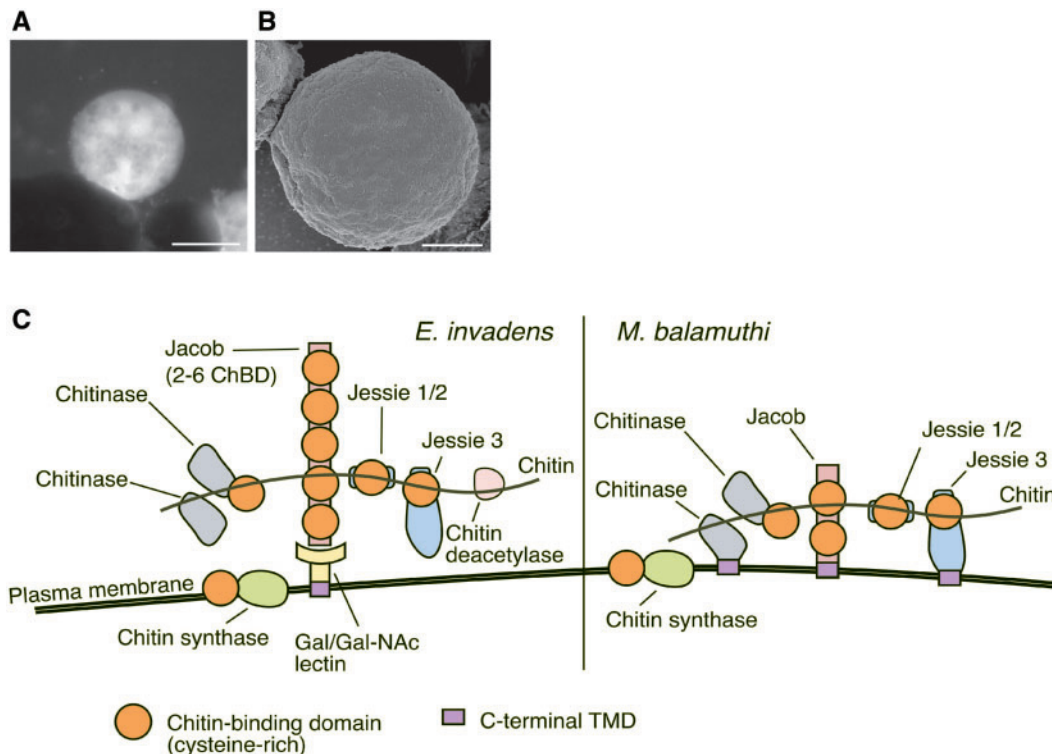 A
B
C
E. invadens
M. balamuthi
Jacob
(2-6 ChBD)
Chitinase
Chitinase
Jessie 1/2
Jessie 3
Chitin
Chitin
deacetylase
Plasma membrane
Chitin synthase
Gal/Gal-NAc
lectin
Chitinase
Chitinase
Jacob
Jessie 1/2
Jessie 3
Chitin
Chitin synthase
Chitin-binding domain
(cysteine-rich)
C-terminal TMD